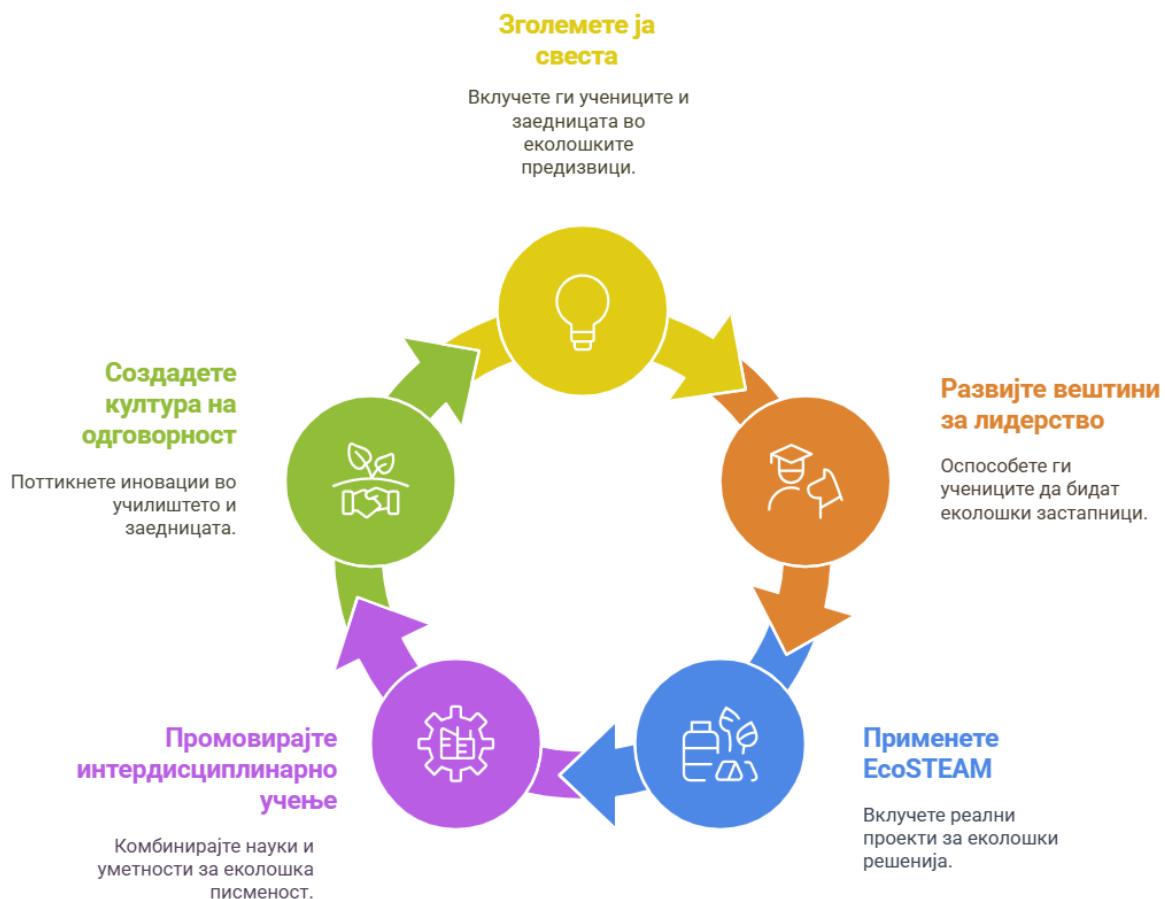 Зголемете ја
свеста
Вклучете ги учениците и
заедницата во
еколошките
предизвици.
Развијте вештини
за лидерство
Оспособете ги
учениците да бидат
еколошки застапници.
Применете
EcoSTEAM
Вклучете реални
проекти за еколошки
решенија.
Промовирајте
интердисциплинарно
учење
Комбинирајте науки и
уметности за еколошка
писменост.
Создадете
култура на
одговорност
Поттикнете иновации во
училиштето и
заедницата.